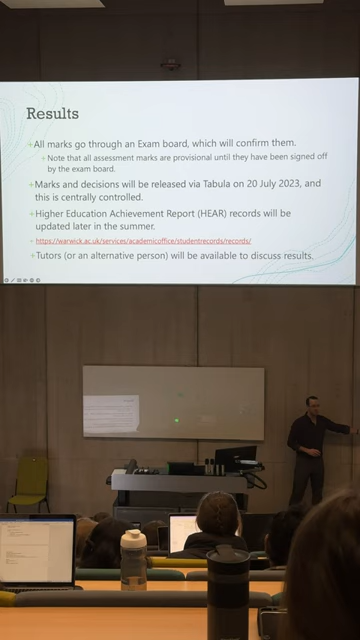 Results
All marks go through an Exam board, which will confirm them.
Note that all assessment marks are provisional until they have been signed off
by the exam board.
Marks and decisions will be released via Tabula on 20 July 2023, and
this is centrally controlled.
Higher Education Achievement Report (HEAR) records will be
updated later in the summer.
https://warwick.ac.uk/services/academicoffice/studentrecords/records/
Tutors (or an alternative person) will be available to discuss results.